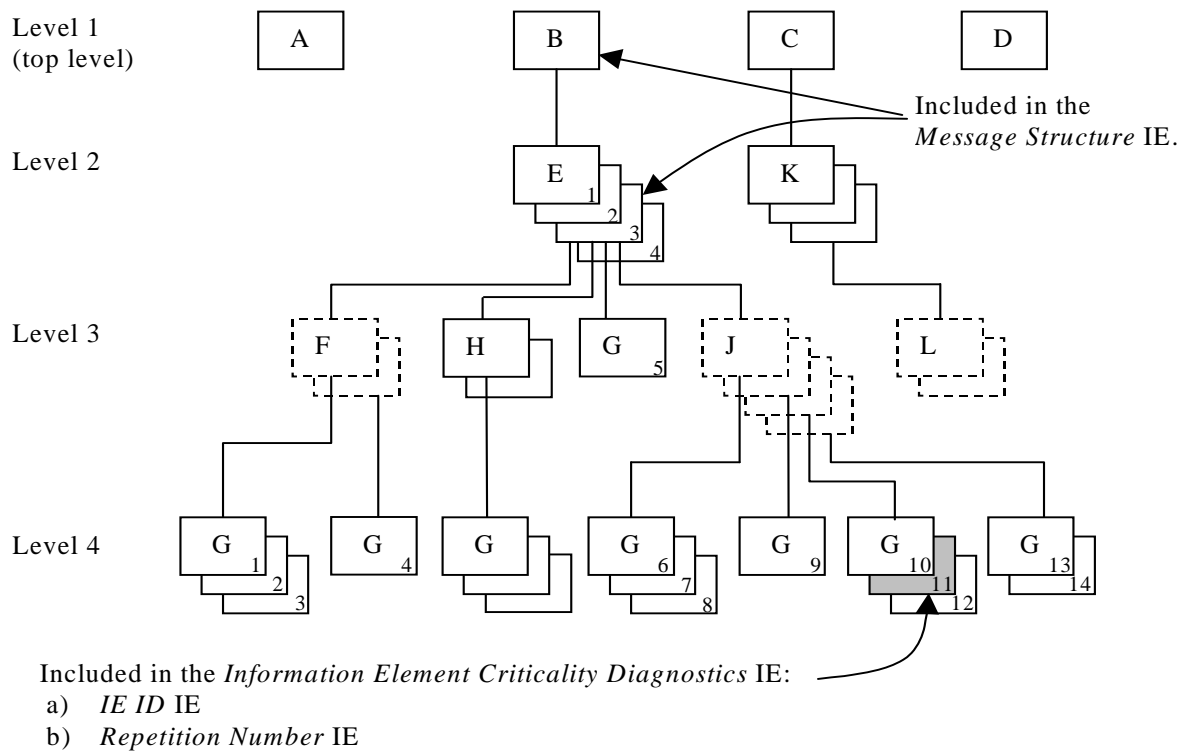 Level 1
(top level)
A
B
C
D
Included in the
Message Structure IE.
Level 2
E
1
2
3
4
K
Level 3
F
H
G
5
J
L
Level 4
G
1
2
3
G
4
G
G
6
7
8
G
9
G
10
11
12
G
13
14
Included in the Information Element Criticality Diagnostics IE:
a) IE ID IE
b) Repetition Number IE